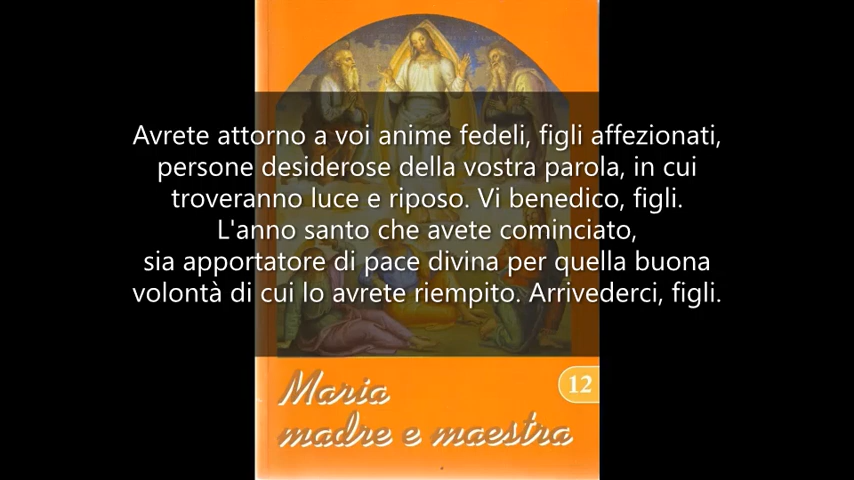 Avrete attorno a voi anime fedeli, figli affezionati,
persone desiderose della vostra parola, in cui
troveranno luce e riposo. Vi benedico, figli.
L'anno santo che avete cominciato,
sia apportatore di pace divina per quella buona
volontà di cui lo avrete riempito. Arrivederci, figli.
Maria
12
madre e maestra